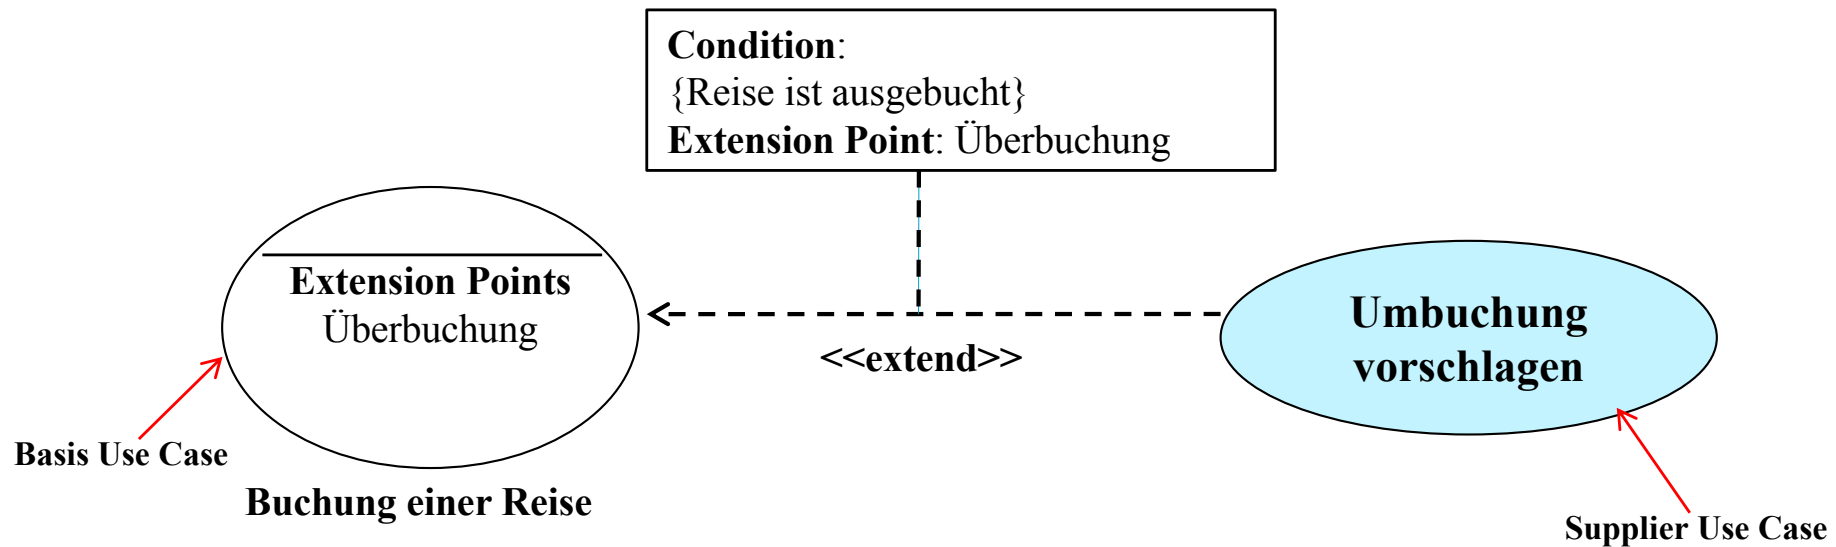 Condition:
{Reise ist ausgebucht}
Extension Point: Überbuchung
Extension Points
Überbuchung
<<extend>>
Umbuchung
vorschlagen
Basis Use Case
Buchung einer Reise
Supplier Use Case